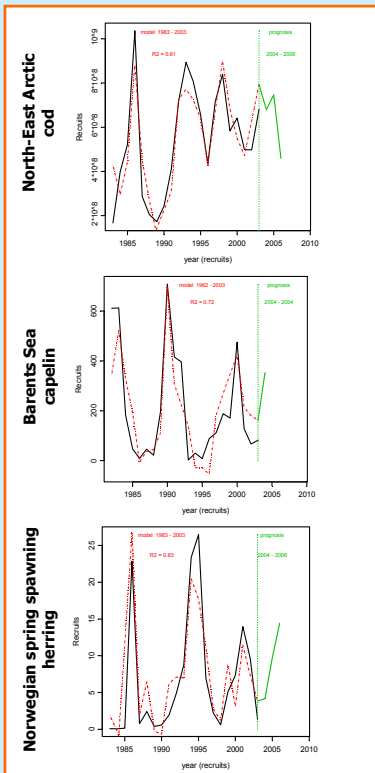 North-East Arctic
cod
model 1983 - 2003
prognosis
R2 = 0.81
2004 - 2006
Recruits
10^9
8*10^8
6*10^8
4*10^8
2*10^8
1985 1990 1995 2000 2005 2010
year (recruits)
Barents Sea
capelin
model 1982 - 2003
prognosis
R2 = 0.72
2004 - 2004
Recruits
600
400
200
0
1985 1990 1995 2000 2005 2010
year (recruits)
Norwegian spring spawning
herring
model 1983 - 2003
prognosis
R2 = 0.83
2004 - 2006
Recruits
25
20
15
10
5
0
1985 1990 1995 2000 2005 2010
year (recruits)